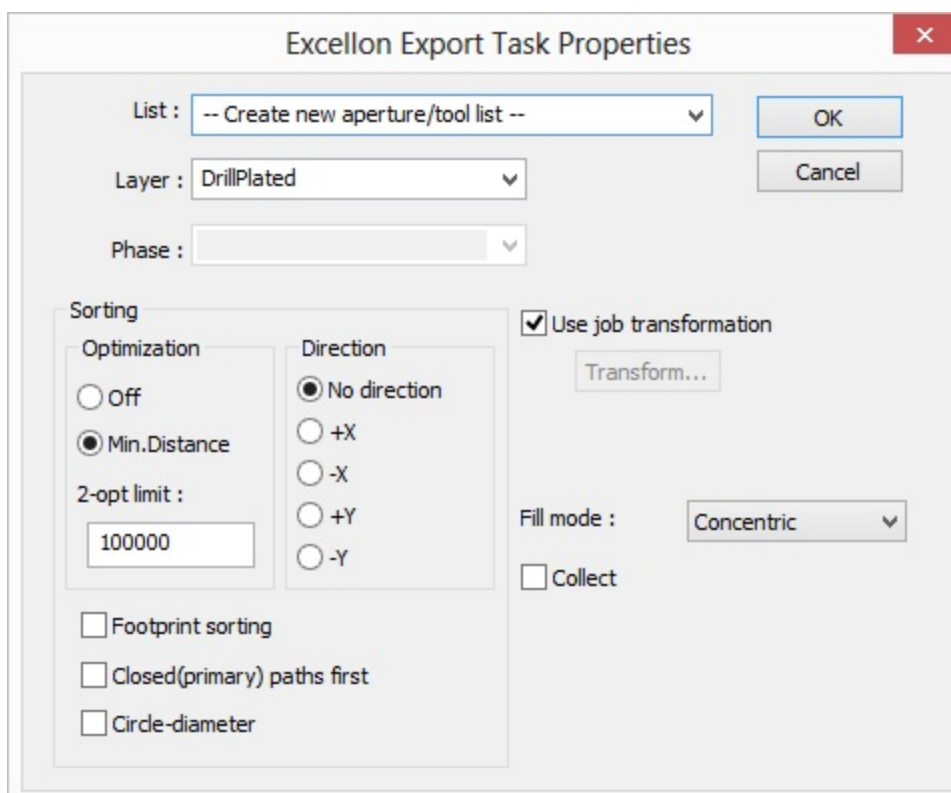 Excellon Export Task Properties
List :
-- Create new aperture/tool list --
OK
Layer :
DrillPlated
Cancel
Phase :
Sorting
Optimization
Off
Min.Distance
2-opt limit :
100000
Direction
No direction
+X
-X
+Y
-Y
Footprint sorting
Closed(primary) paths first
Circle-diameter
Use job transformation
Transform...
Fill mode :
Concentric
Collect